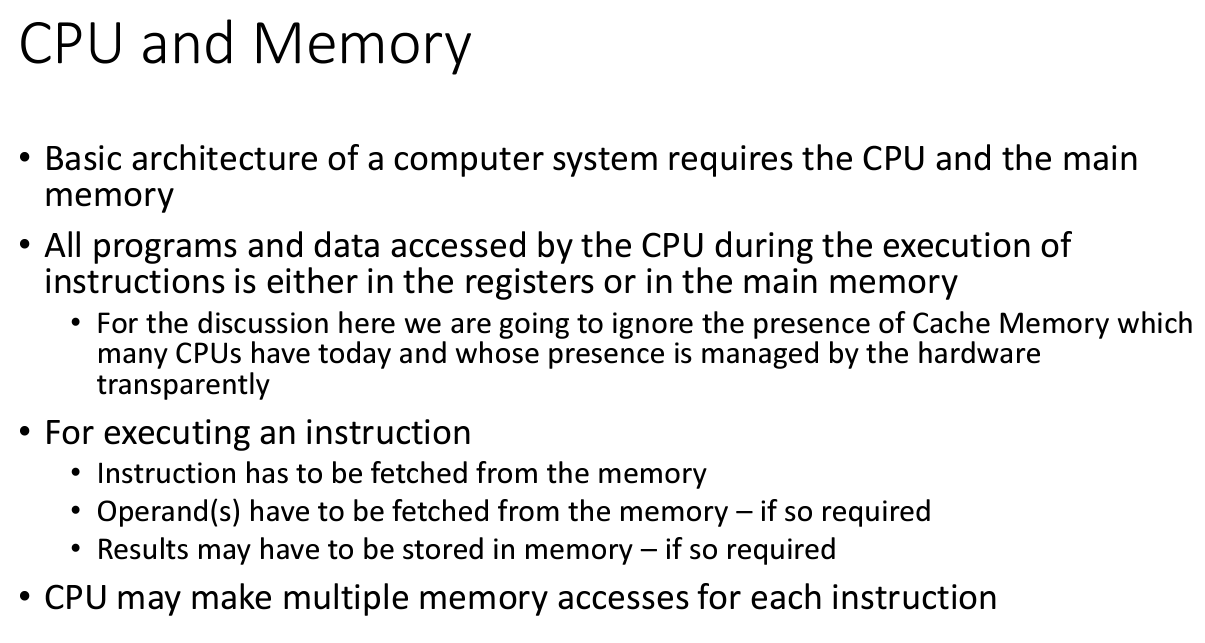 CPU and Memory
• Basic architecture of a computer system requires the CPU and the main
memory
• All programs and data accessed by the CPU during the execution of
instructions is either in the registers or in the main memory
• For the discussion here we are going to ignore the presence of Cache Memory which
many CPUs have today and whose presence is managed by the hardware
transparently
• For executing an instruction
• Instruction has to be fetched from the memory
• Operand(s) have to be fetched from the memory – if so required
• Results may have to be stored in memory – if so required
• CPU may make multiple memory accesses for each instruction